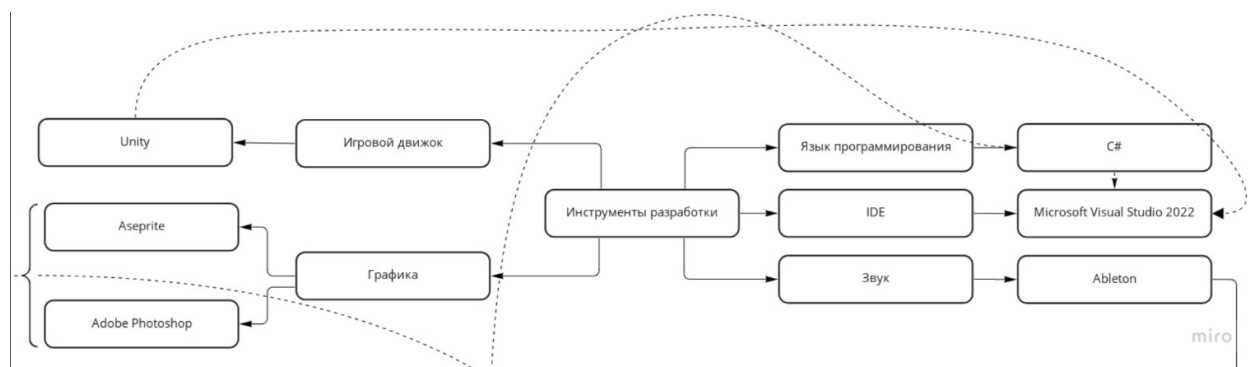 Unity
Игровой движок
Язык программирования
C#
Aseprite
Инструменты разработки
IDE
Microsoft Visual Studio 2022
Графика
Звук
Ableton
Adobe Photoshop
miro